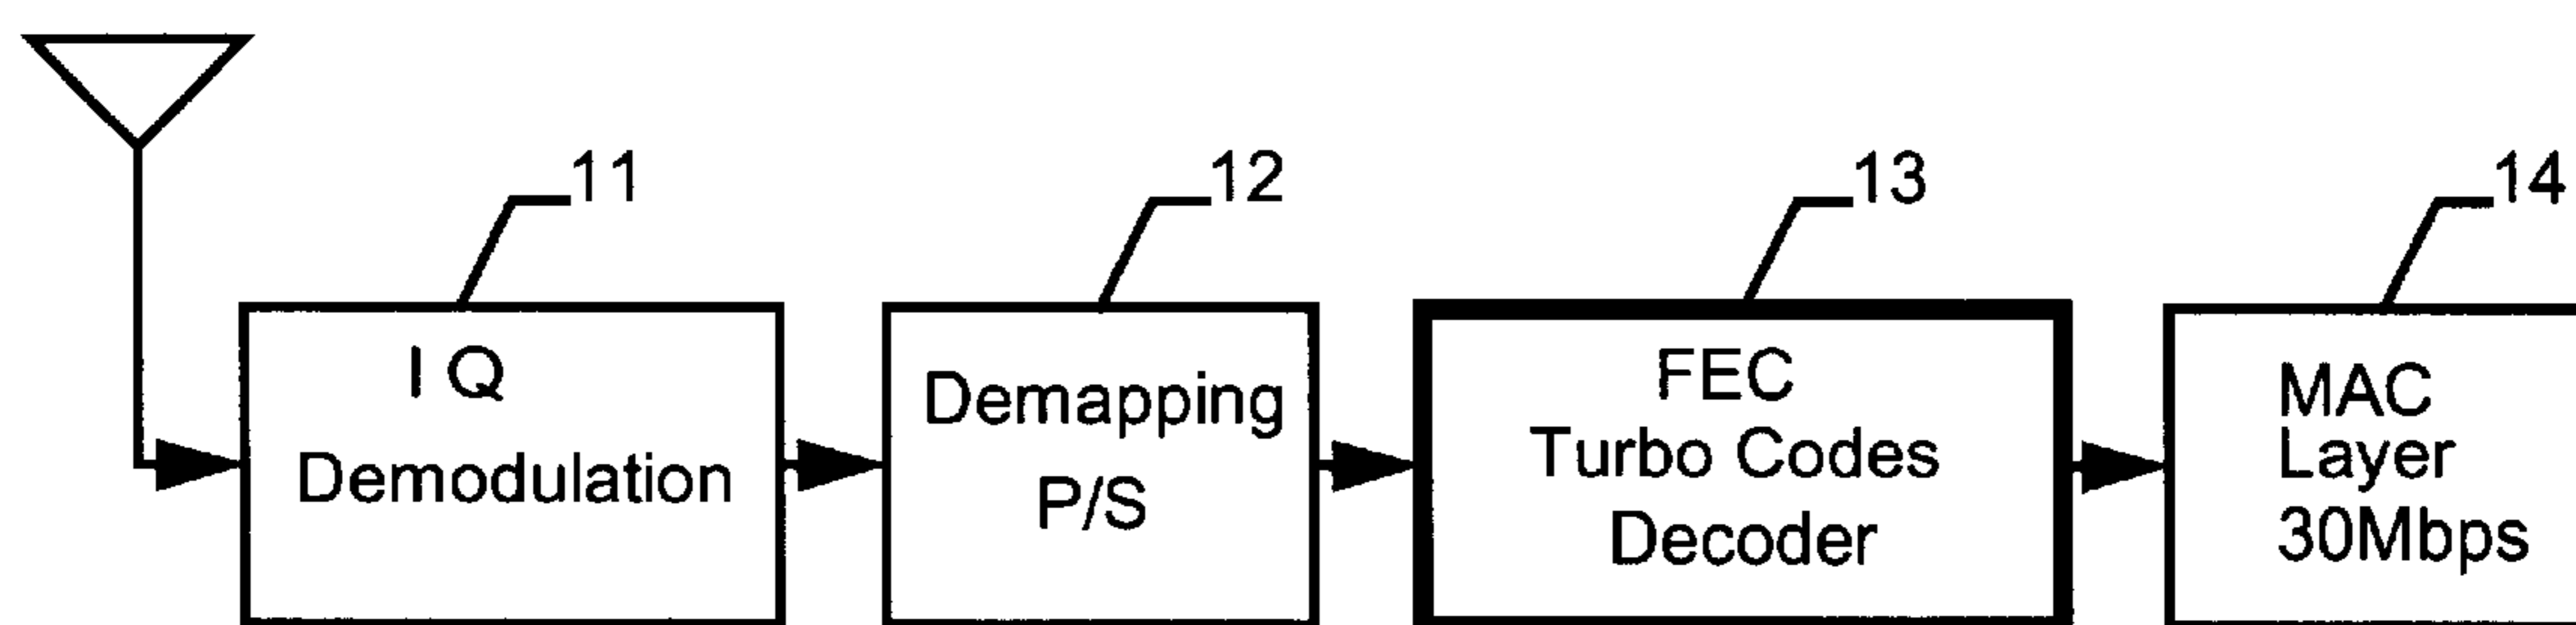 11
12
13
14
I Q
Demodulation
Demapping
P/S
FEC
Turbo Codes
Decoder
MAC
Layer
30Mbps